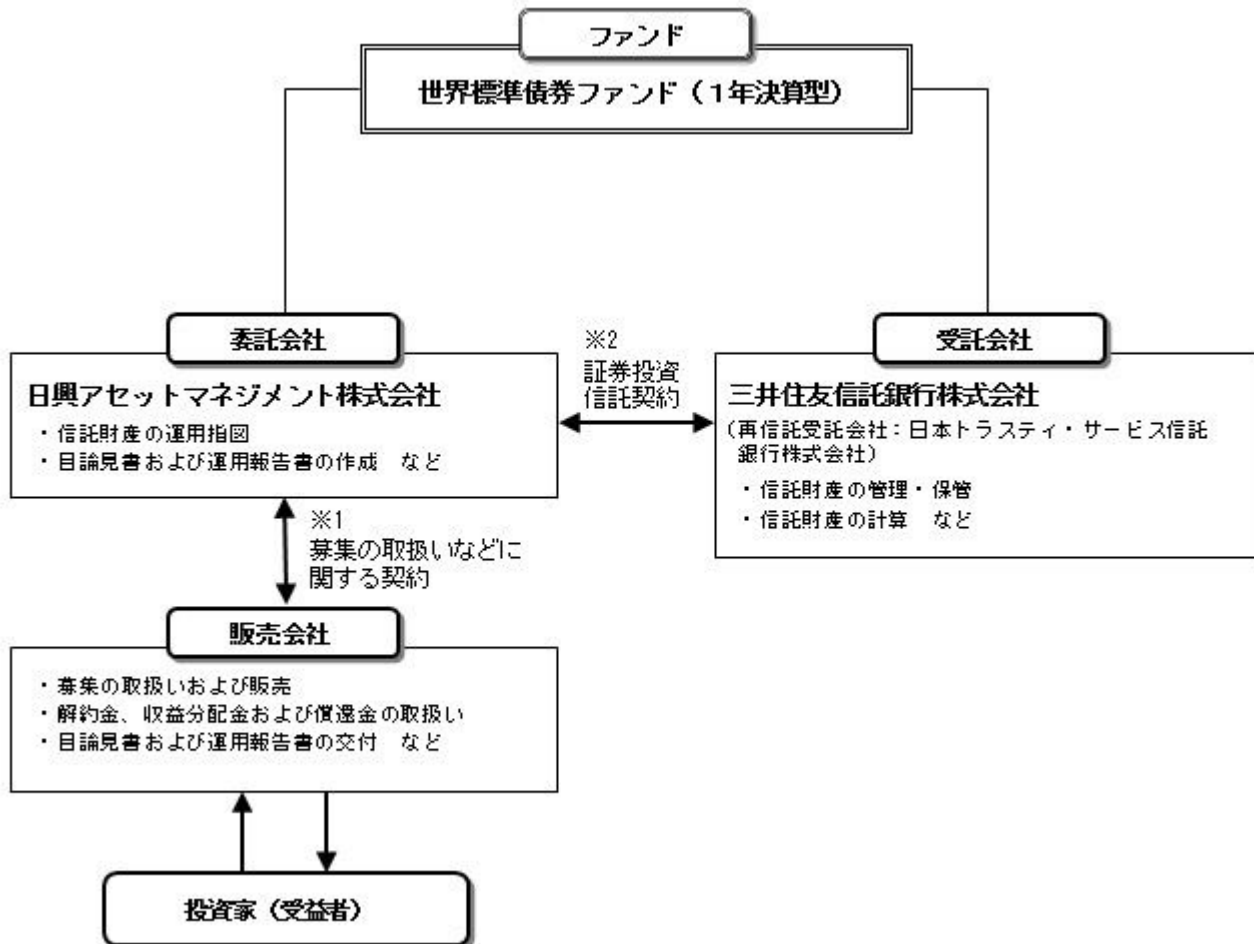 ファンド
世界標準債券ファンド（１年決算型）
委託会社
日興アセットマネジメント株式会社
・信託財産の運用指図
・目論見書および運用報告書の作成　など
※2
証券投資
信託契約
受託会社
三井住友信託銀行株式会社
（再信託受託会社：日本トラスティ・サービス信託
銀行株式会社）
・信託財産の管理・保管
・信託財産の計算　など
※1
募集の取扱いなどに
関する契約
販売会社
・募集の取扱いおよび販売
・解約金、収益分配金および償還金の取扱い
・目論見書および運用報告書の交付　など
投資家（受益者）